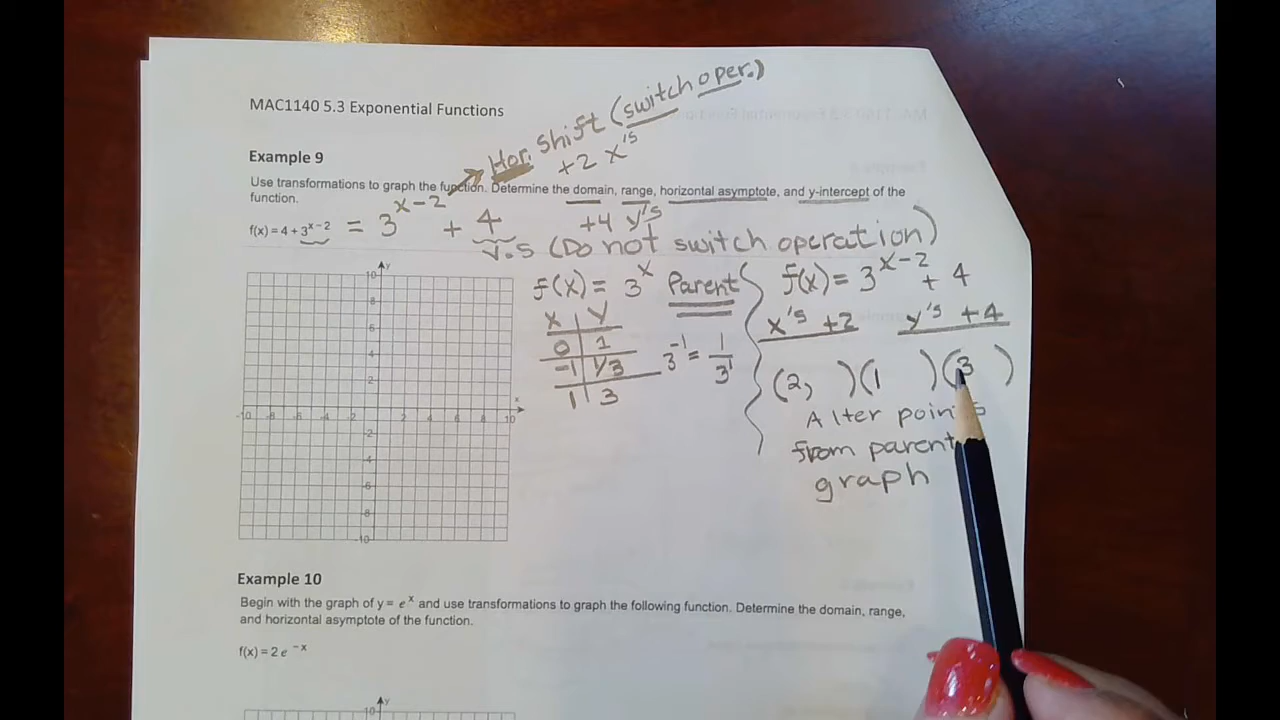 MAC1140 5.3 Exponential Functions
Hor. Shift (switch oper.)
+2 x's
Example 9
Use transformations to graph the function. Determine the domain, range, horizontal asymptote, and y-intercept of the
function.
f(x) = 4 + 3^{x-2} = 3^{x-2} + 4
+4 y's
V.S (Do not switch operation)
y
10
8
6
4
2
-10 -8 -6 -4 -2 2 4 6 8 10 x
-2
-4
-6
-8
-10
f(x) = 3^x Parent
x y
0 1
-1 1/3
1 3
3^{-1} = 1/3^1
f(x) = 3^{x-2} + 4
x's +2 y's +4
(2, ) (1 ) (3 )
Alter points
from parent
graph
Example 10
Begin with the graph of y = e^x and use transformations to graph the following function. Determine the domain, range,
and horizontal asymptote of the function.
f(x) = 2e^{-x}
y
10